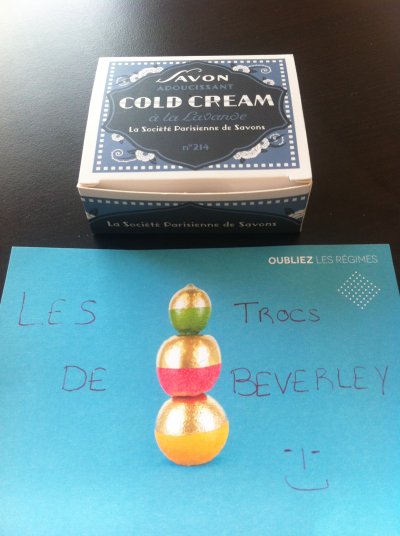 SAVON
ADOUCISSANT
COLD CREAM
à la Lavande
La Société Parisienne de Savons
n°214
La Société Parisienne de Savons
OUBLIEZ LES RÉGIMES
LES TROCS
DE BEVERLEY